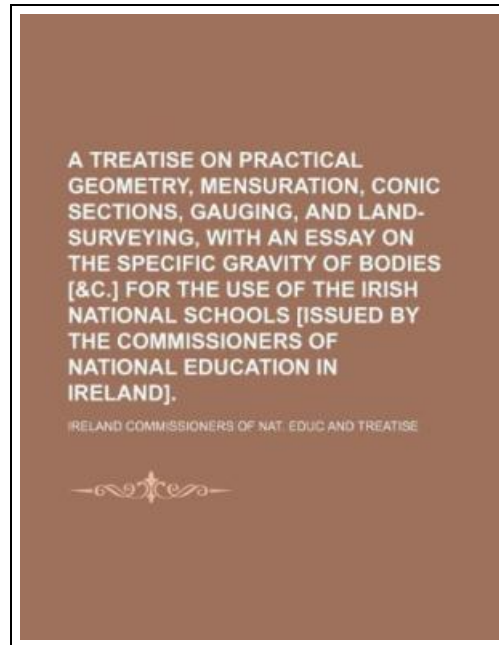 A TREATISE ON PRACTICAL
GEOMETRY, MENSURATION, CONIC
SECTIONS, GAUGING, AND LAND-
SURVEYING, WITH AN ESSAY ON
THE SPECIFIC GRAVITY OF BODIES
[&C.] FOR THE USE OF THE IRISH
NATIONAL SCHOOLS [ISSUED BY
THE COMMISSIONERS OF
NATIONAL EDUCATION IN
IRELAND].
IRELAND COMMISSIONERS OF NAT. EDUC AND TREATISE